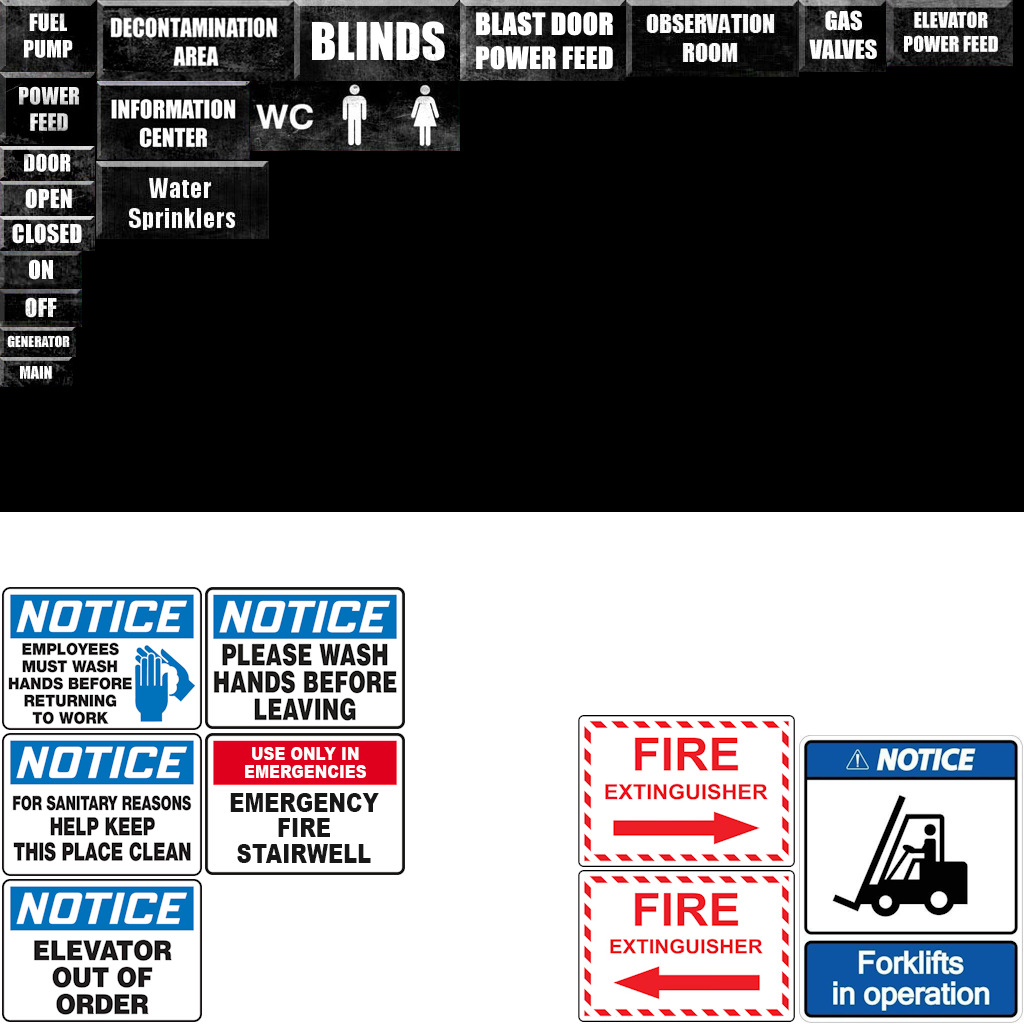 FUEL
PUMP
DECONTAMINATION
AREA
BLINDS
BLAST DOOR
POWER FEED
OBSERVATION
ROOM
GAS
VALVES
ELEVATOR
POWER FEED
POWER
FEED
INFORMATION
CENTER
WC
DOOR
OPEN
CLOSED
Water
Sprinklers
ON
OFF
GENERATOR
MAIN
NOTICE
EMPLOYEES
MUST WASH
HANDS BEFORE
RETURNING
TO WORK
NOTICE
PLEASE WASH
HANDS BEFORE
LEAVING
NOTICE
FOR SANITARY REASONS
HELP KEEP
THIS PLACE CLEAN
USE ONLY IN
EMERGENCIES
EMERGENCY
FIRE
STAIRWELL
FIRE
EXTINGUISHER
NOTICE
NOTICE
ELEVATOR
OUT OF
ORDER
FIRE
EXTINGUISHER
Forklifts
in operation